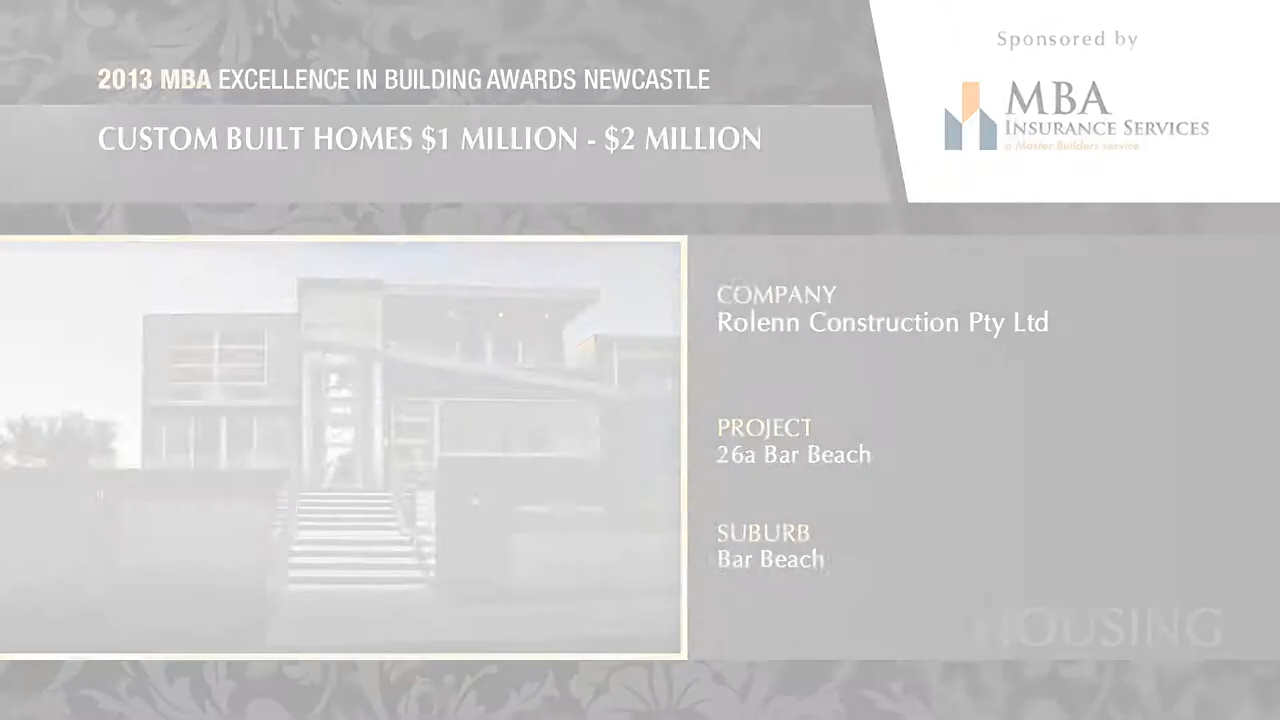 2013 MBA EXCELLENCE IN BUILDING AWARDS NEWCASTLE
CUSTOM BUILT HOMES $1 MILLION - $2 MILLION
Sponsored by
MBA
INSURANCE SERVICES
a Master Builders service
COMPANY
Rolenn Construction Pty Ltd
PROJECT
26a Bar Beach
SUBURB
Bar Beach
HOUSING